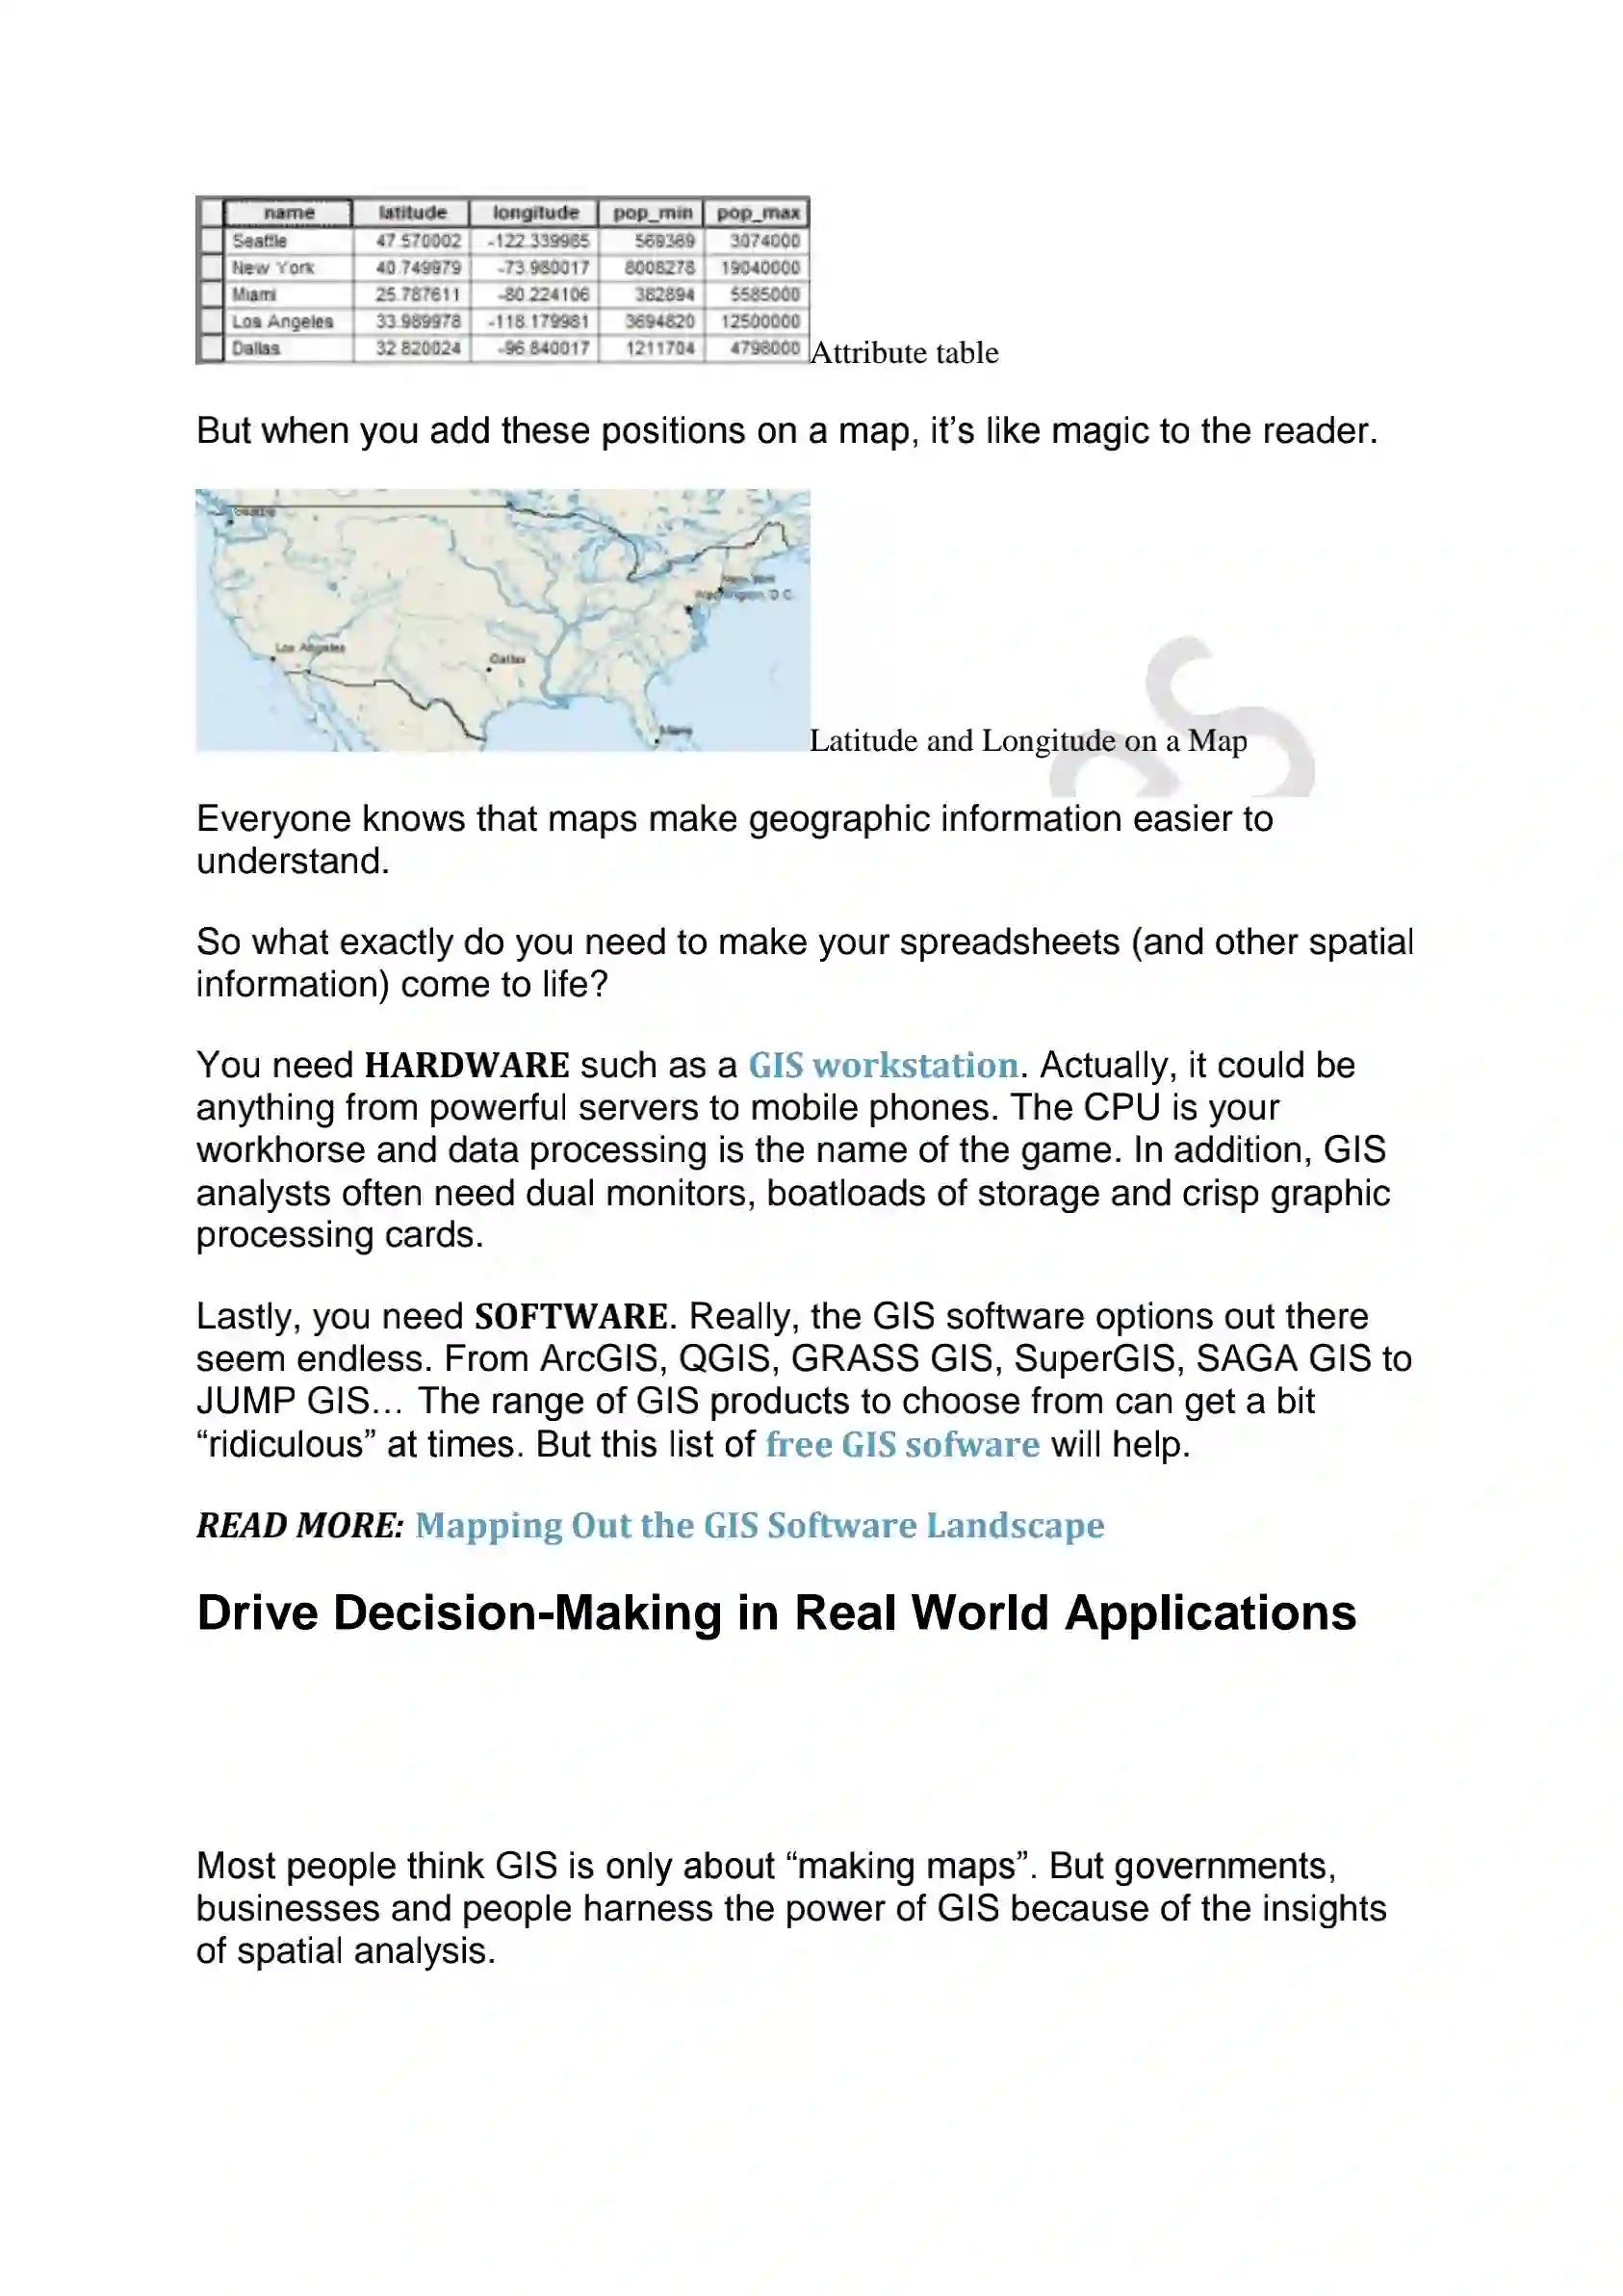 name latitude longitude pop_min pop_max
Seattle 47.570002 -122.339985 569369 3074000
New York 40.749979 -73.980017 8008278 19040000
Miami 25.787611 -80.224106 382894 5585000
Los Angeles 33.989978 -118.179981 3694820 12500000
Dallas 32.820024 -96.840017 1211704 4798000
Attribute table
But when you add these positions on a map, it’s like magic to the reader.
Seattle
New York
Washington, D.C.
Los Angeles
Dallas
Miami
Latitude and Longitude on a Map
Everyone knows that maps make geographic information easier to
understand.
So what exactly do you need to make your spreadsheets (and other spatial
information) come to life?
You need HARDWARE such as a GIS workstation. Actually, it could be
anything from powerful servers to mobile phones. The CPU is your
workhorse and data processing is the name of the game. In addition, GIS
analysts often need dual monitors, boatloads of storage and crisp graphic
processing cards.
Lastly, you need SOFTWARE. Really, the GIS software options out there
seem endless. From ArcGIS, QGIS, GRASS GIS, SuperGIS, SAGA GIS to
JUMP GIS… The range of GIS products to choose from can get a bit
“ridiculous” at times. But this list of free GIS sofware will help.
READ MORE: Mapping Out the GIS Software Landscape
Drive Decision-Making in Real World Applications
Most people think GIS is only about “making maps”. But governments,
businesses and people harness the power of GIS because of the insights
of spatial analysis.